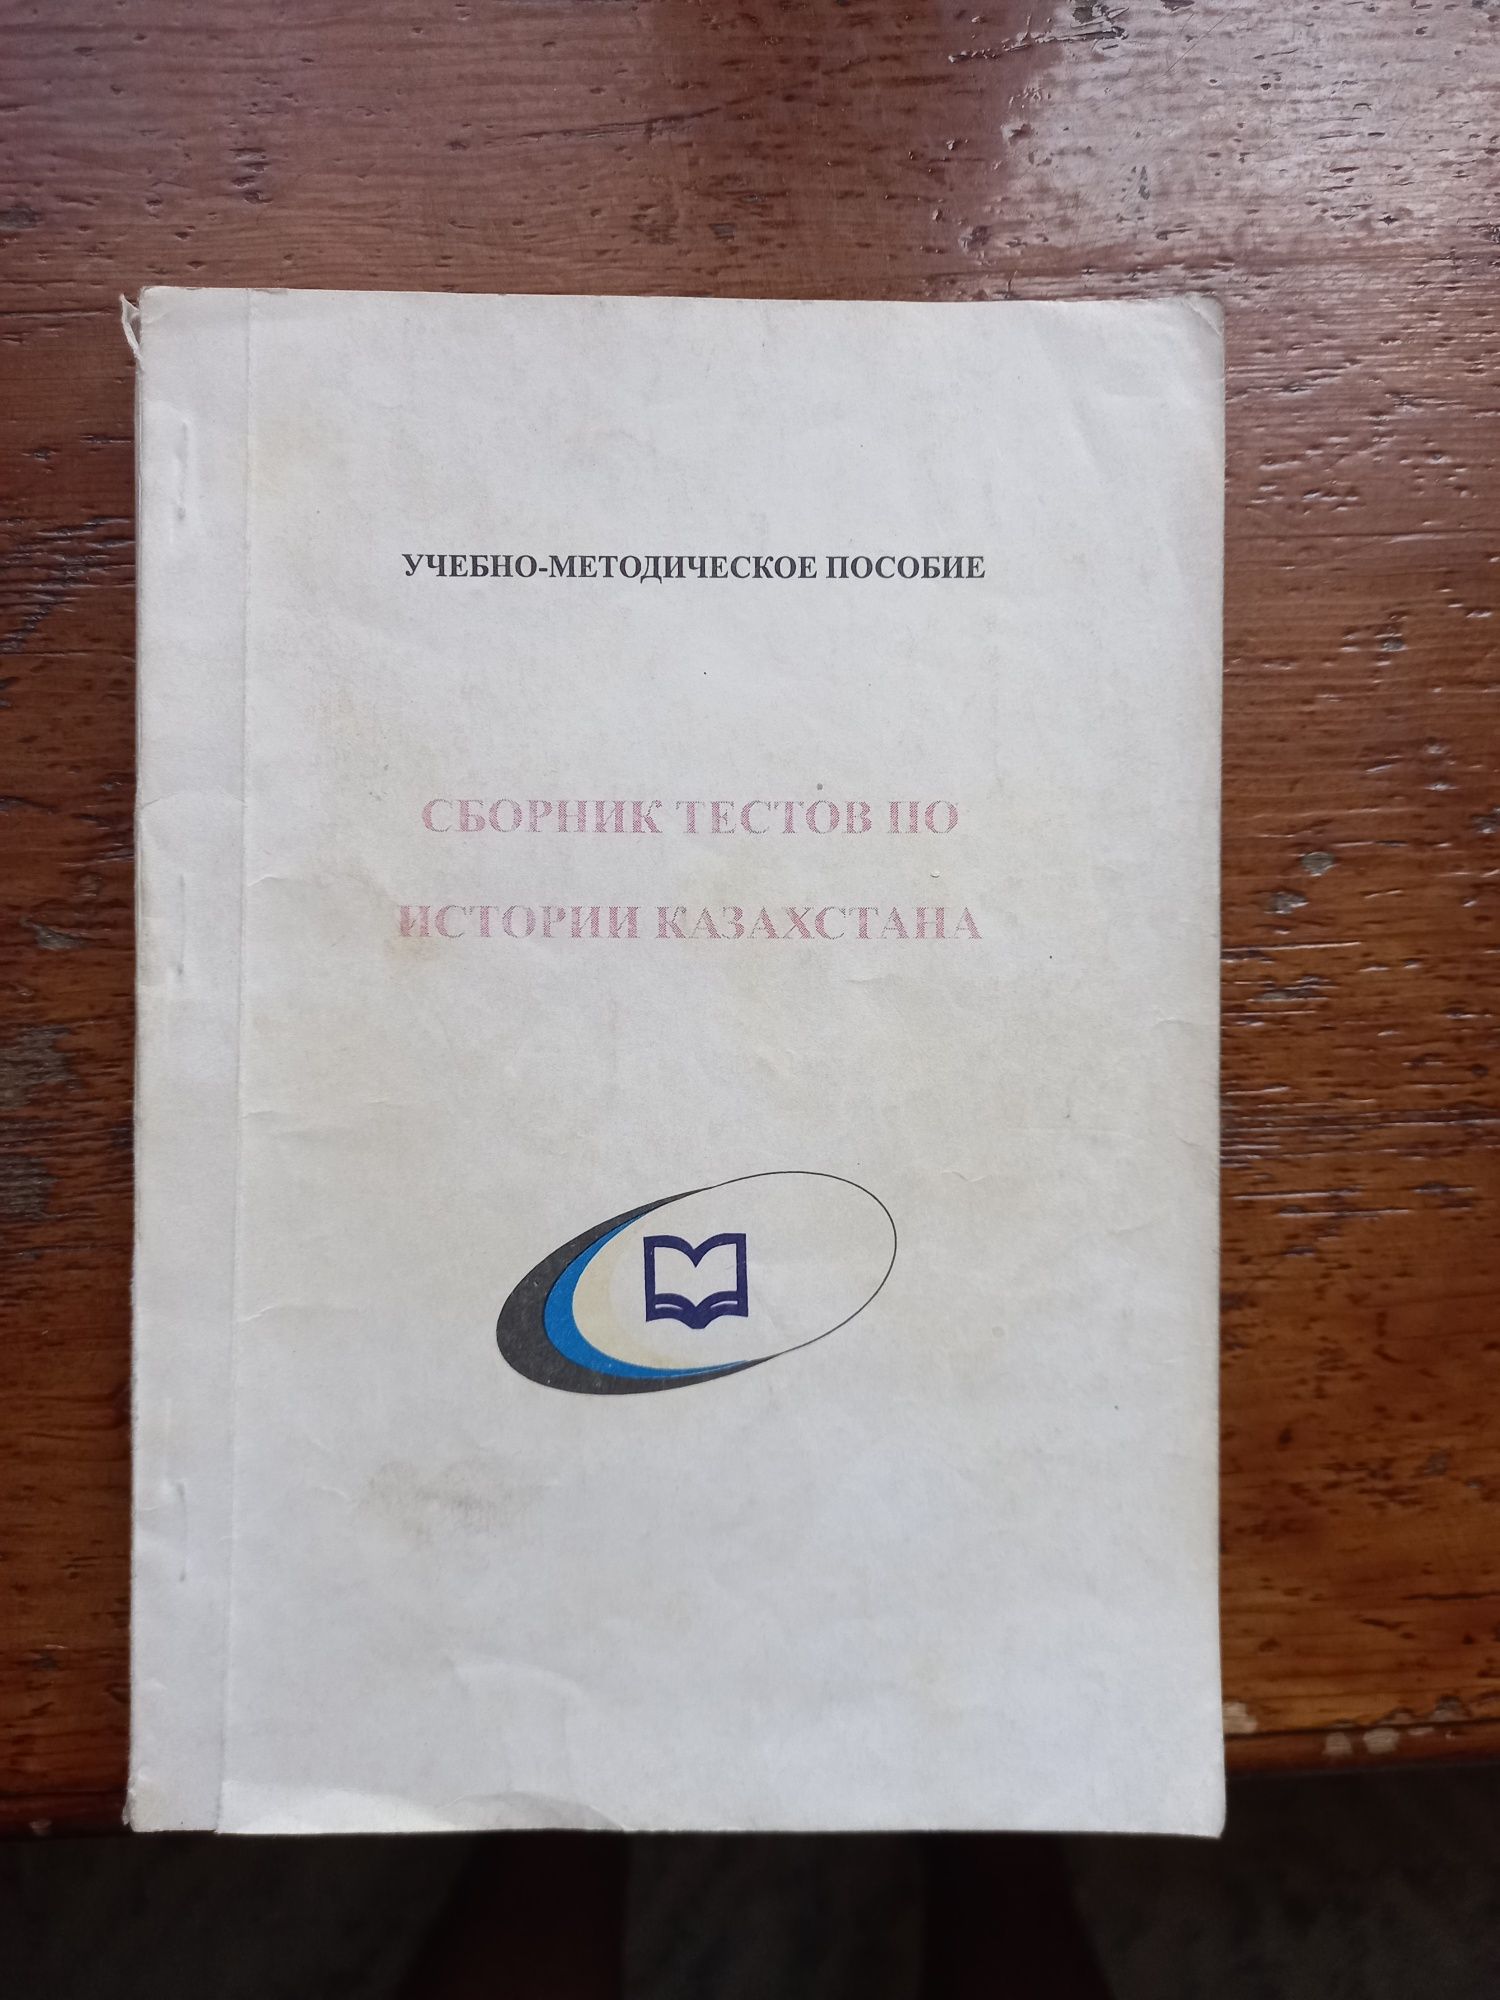 УЧЕБНО-МЕТОДИЧЕСКОЕ ПОСОБИЕ
СБОРНИК ТЕСТОВ ПО
ИСТОРИИ КАЗАХСТАНА